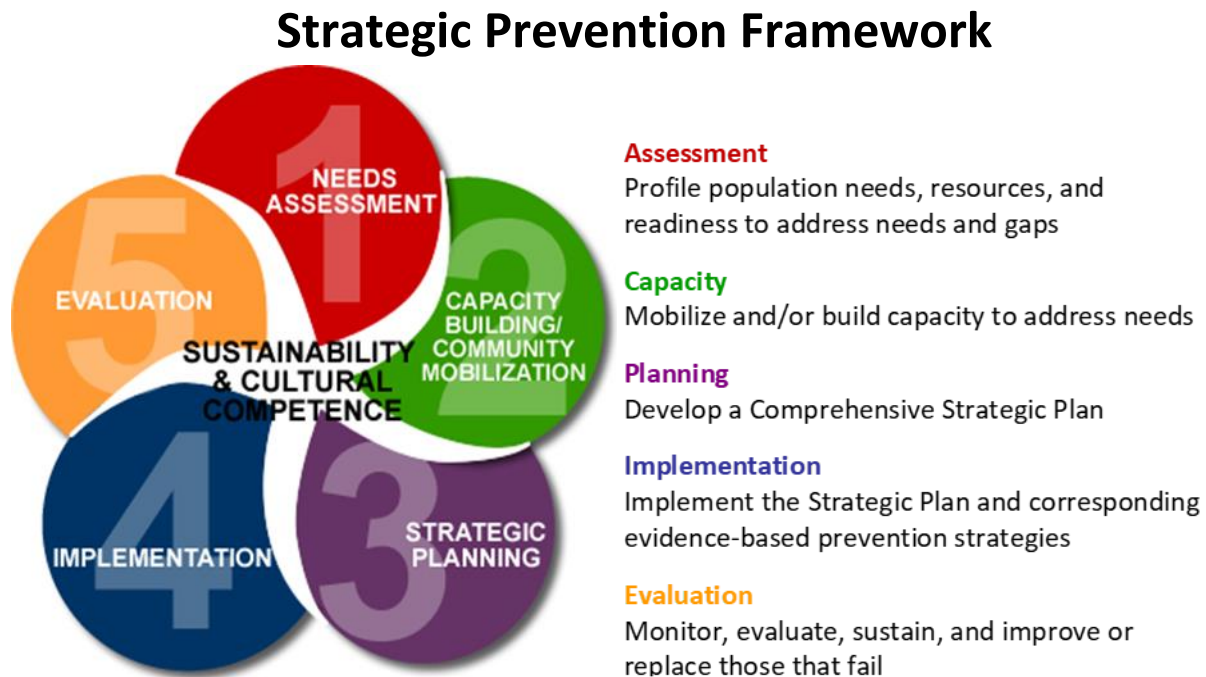 Strategic Prevention Framework
1
NEEDS
ASSESSMENT
2
CAPACITY
BUILDING/
COMMUNITY
MOBILIZATION
3
STRATEGIC
PLANNING
4
IMPLEMENTATION
5
EVALUATION
SUSTAINABILITY
& CULTURAL
COMPETENCE
Assessment
Profile population needs, resources, and
readiness to address needs and gaps
Capacity
Mobilize and/or build capacity to address needs
Planning
Develop a Comprehensive Strategic Plan
Implementation
Implement the Strategic Plan and corresponding
evidence-based prevention strategies
Evaluation
Monitor, evaluate, sustain, and improve or
replace those that fail